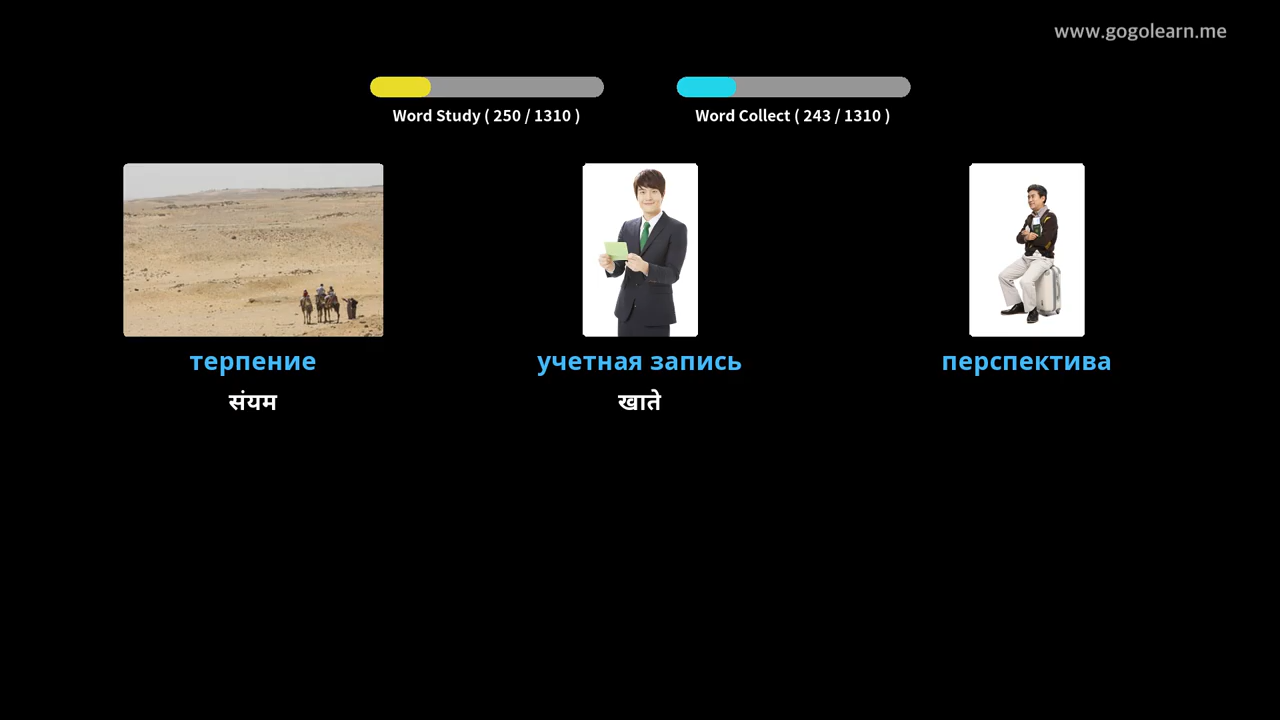 www.gogolearn.me
Word Study ( 250 / 1310 )
Word Collect ( 243 / 1310 )
терпение
учетная запись
перспектива
संयम
खाते